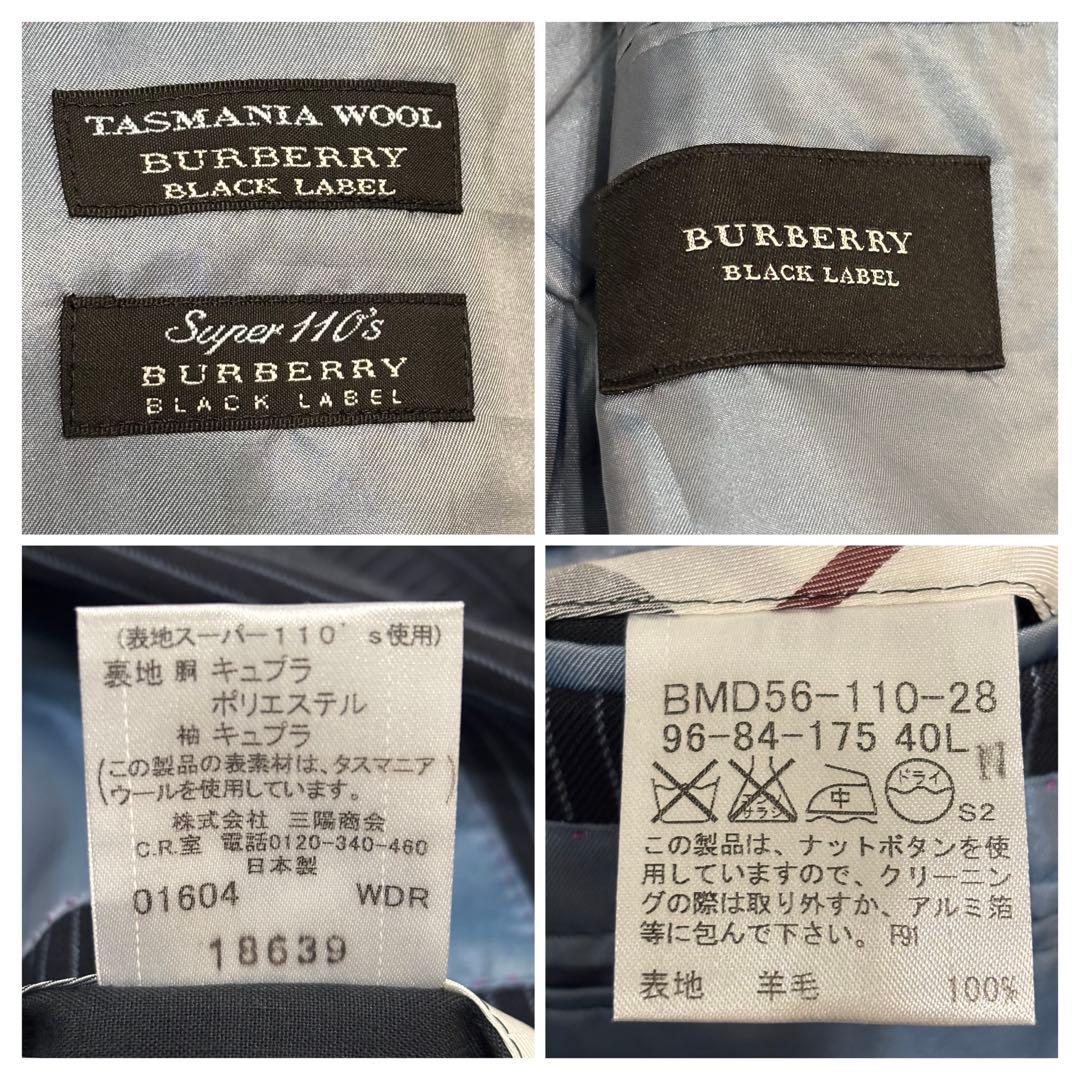 TASMANIA WOOL
BURBERRY
BLACK LABEL
Super 110's
BURBERRY
BLACK LABEL
BURBERRY
BLACK LABEL
(表地スーパー110's使用)
裏地 胴 キュプラ
ポリエステル
袖 キュプラ
(この製品の表素材は、タスマニア
ウールを使用しています。)
株式会社 三陽商会
C.R.室 電話0120-340-460
日本製
01604 WDR
18639
BMD56-110-28
96-84-175 40L
エンソ
サラシ
中
ドライ
S2
この製品は、ナットボタンを使
用していますので、クリーニン
グの際は取り外すか、アルミ箔
等に包んで下さい。 F91
表地 羊毛 100%